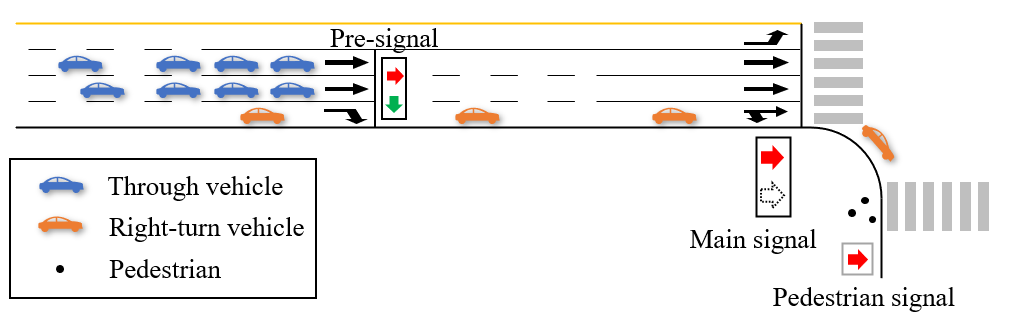 Pre-signal
Through vehicle
Right-turn vehicle
Pedestrian
Main signal
Pedestrian signal